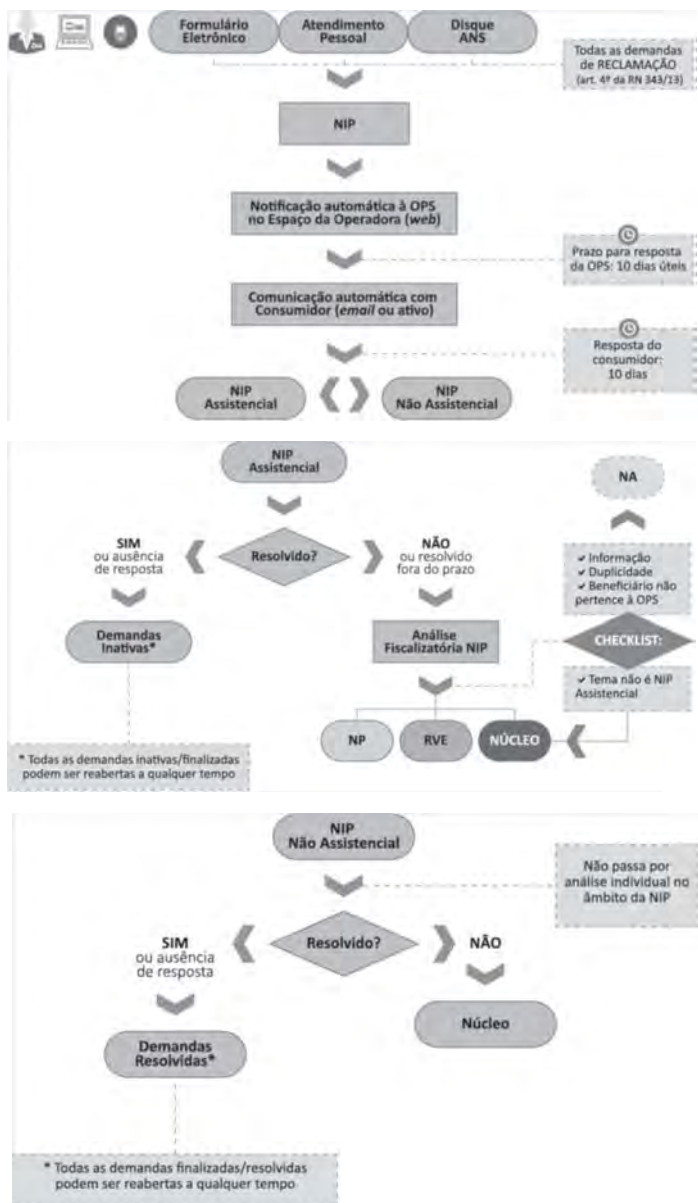 Formulário
Eletrônico
Atendimento
Pessoal
Disque
ANS
Todas as demandas
de RECLAMAÇÃO
(art. 4º da RN 343/13)
NIP
Notificação automática à OPS
no Espaço da Operadora (web)
Prazo para resposta
da OPS: 10 dias úteis
Comunicação automática com
Consumidor (email ou ativo)
Resposta do
consumidor:
10 dias
NIP
Assistencial
NIP
Não Assistencial
NIP
Assistencial
NA
SIM
ou ausência
de resposta
Resolvido?
NÃO
ou resolvido
fora do prazo
✓ Informação
✓ Duplicidade
✓ Beneficiário não
pertence à OPS
Demandas
Inativas*
Análise
Fiscalizatória NIP
CHECKLIST:
✓ Tema não é NIP
Assistencial
NP
RVE
NÚCLEO
* Todas as demandas inativas/finalizadas
podem ser reabertas a qualquer tempo
NIP
Não Assistencial
Não passa por
análise individual no
âmbito da NIP
SIM
ou ausência
de resposta
Resolvido?
NÃO
Núcleo
Demandas
Resolvidas*
* Todas as demandas finalizadas/resolvidas
podem ser reabertas a qualquer tempo